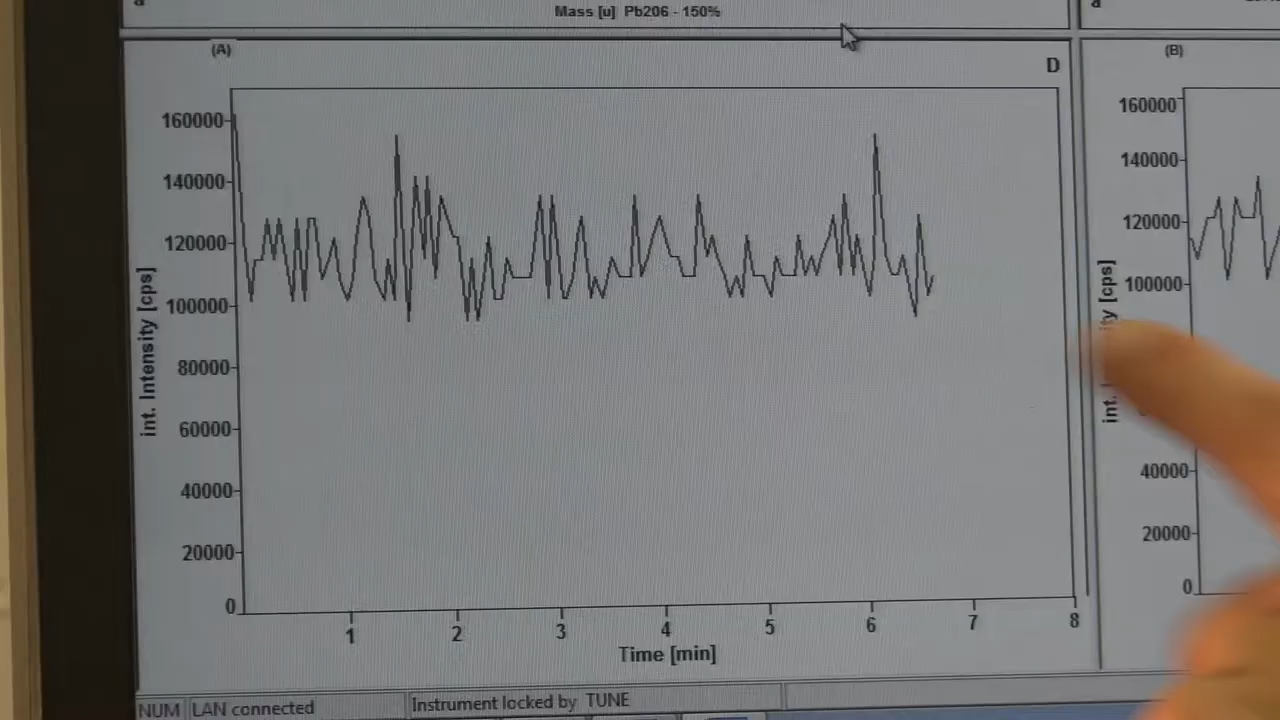 Mass [u] Pb206 - 150%
a
(A)
D
160000
140000
120000
100000
80000
60000
40000
20000
0
int. Intensity [cps]
1 2 3 4 5 6 7 8
Time [min]
a
(B)
160000
140000
120000
100000
40000
20000
0
int.
[cps]
NUM LAN connected Instrument locked by TUNE